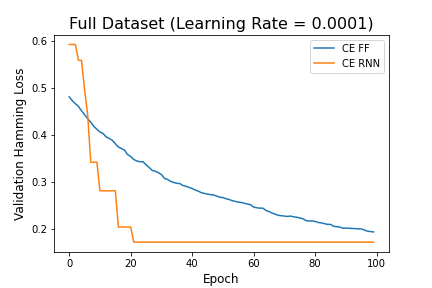 Full Dataset (Learning Rate = 0.0001)
CE FF
CE RNN
Validation Hamming Loss
0.6
0.5
0.4
0.3
0.2
0 20 40 60 80 100
Epoch